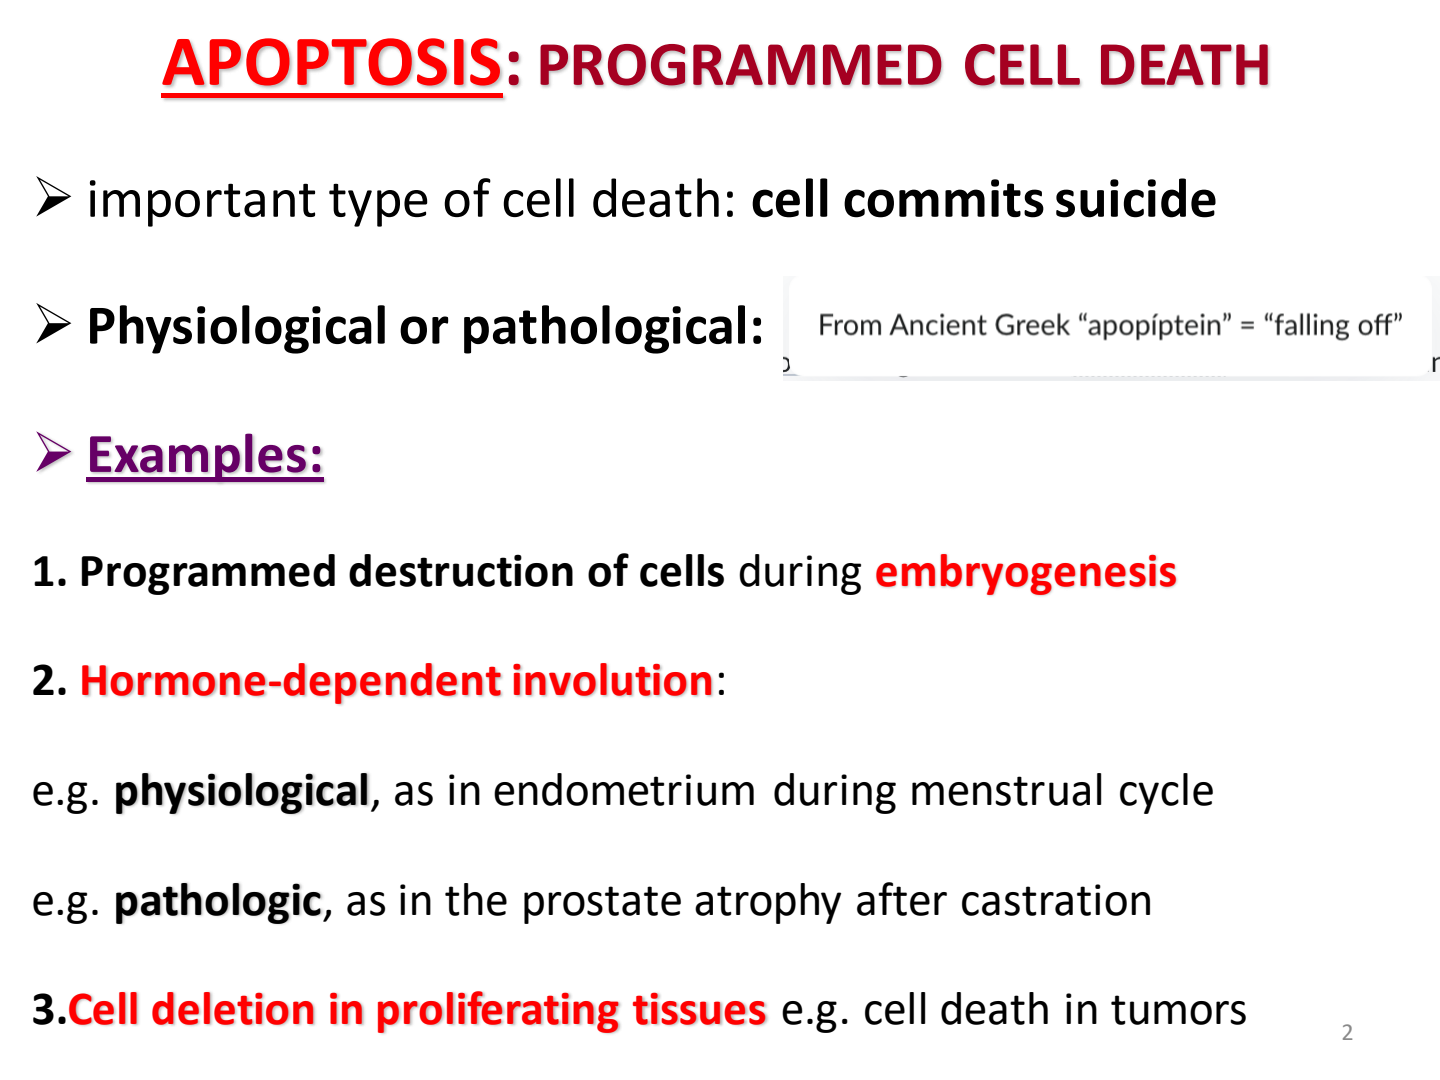 APOPTOSIS: PROGRAMMED CELL DEATH
➢ important type of cell death: cell commits suicide
➢ Physiological or pathological:
From Ancient Greek “apopíptein” = “falling off”
➢ Examples:
1. Programmed destruction of cells during embryogenesis
2. Hormone-dependent involution:
e.g. physiological, as in endometrium during menstrual cycle
e.g. pathologic, as in the prostate atrophy after castration
3.Cell deletion in proliferating tissues e.g. cell death in tumors
2